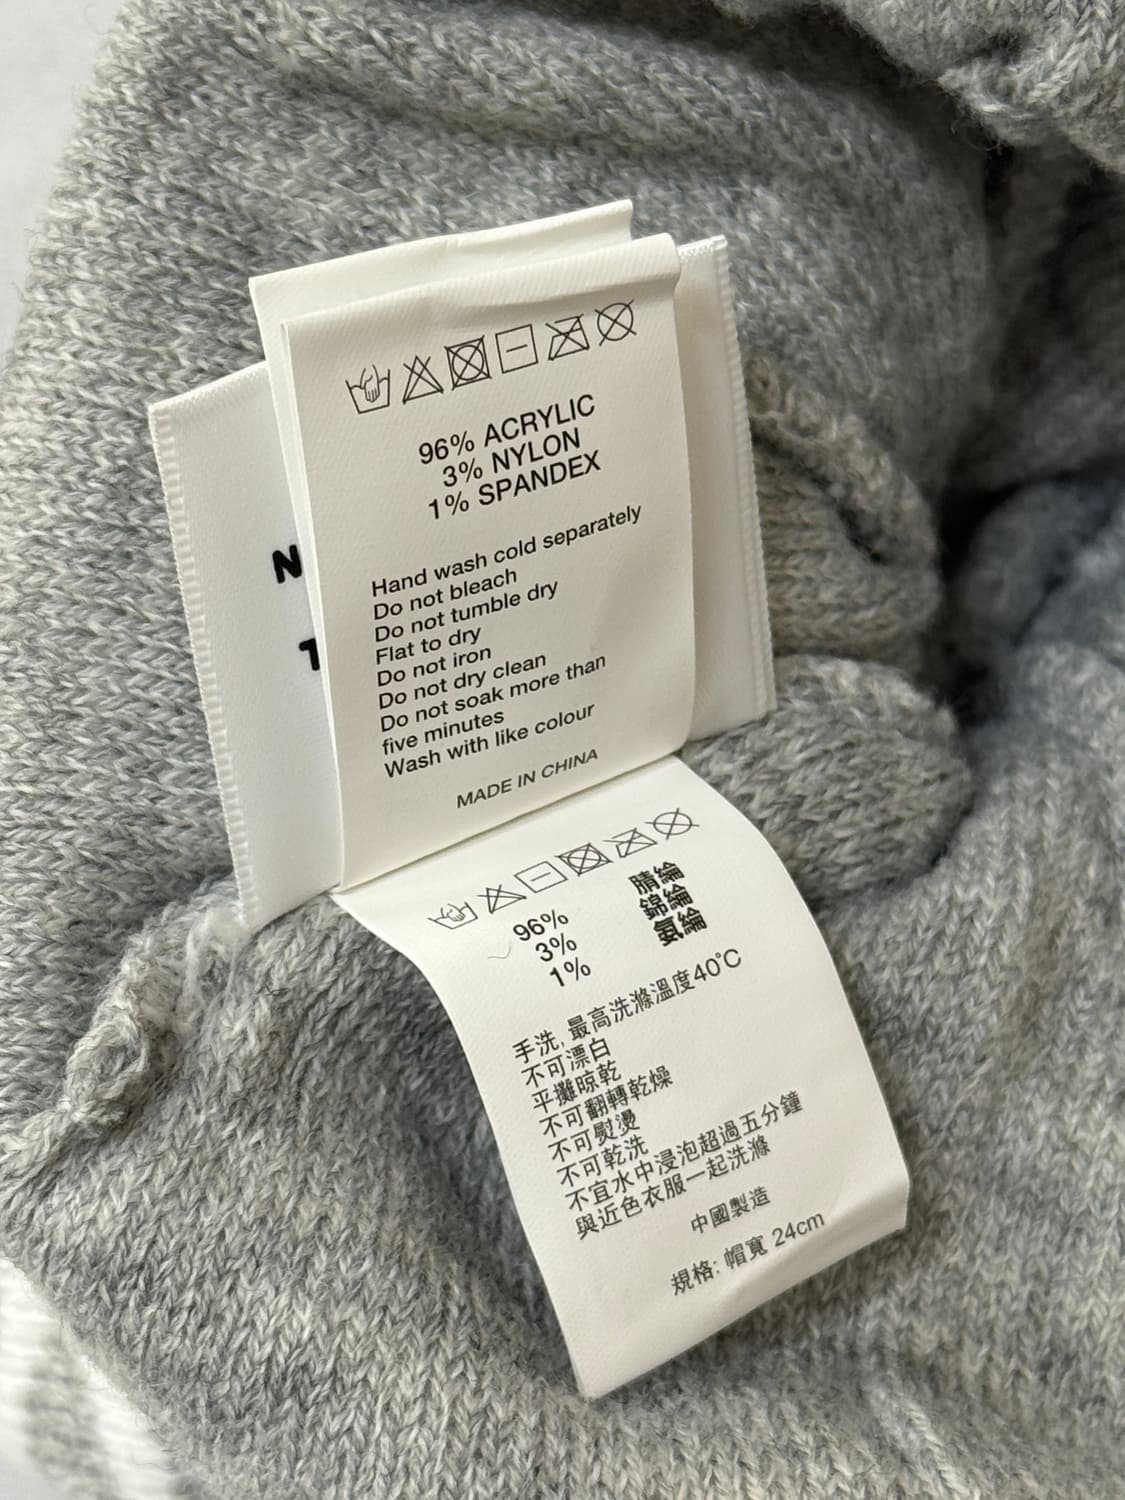 N
T
96% ACRYLIC
3% NYLON
1% SPANDEX
Hand wash cold separately
Do not bleach
Do not tumble dry
Flat to dry
Do not iron
Do not dry clean
Do not soak more than
five minutes
Wash with like colour
MADE IN CHINA
96% 腈綸
3% 錦綸
1% 氨綸
手洗, 最高洗滌溫度40℃
不可漂白
平攤晾乾
不可翻轉乾燥
不可熨燙
不可乾洗
不宜水中浸泡超過五分鐘
與近色衣服一起洗滌
中國製造
規格: 帽寬 24cm